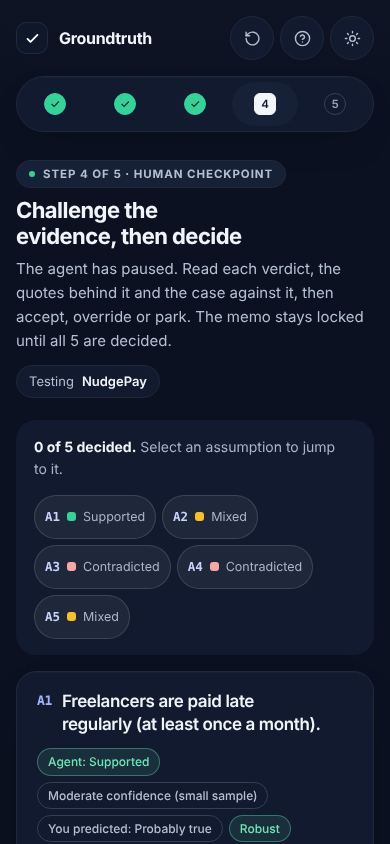 Groundtruth
4
5
STEP 4 OF 5 · HUMAN CHECKPOINT
Challenge the
evidence, then decide
The agent has paused. Read each verdict, the
quotes behind it and the case against it, then
accept, override or park. The memo stays locked
until all 5 are decided.
Testing NudgePay
0 of 5 decided. Select an assumption to jump
to it.
A1 Supported
A2 Mixed
A3 Contradicted
A4 Contradicted
A5 Mixed
A1 Freelancers are paid late
regularly (at least once a month).
Agent: Supported
Moderate confidence (small sample)
You predicted: Probably true
Robust